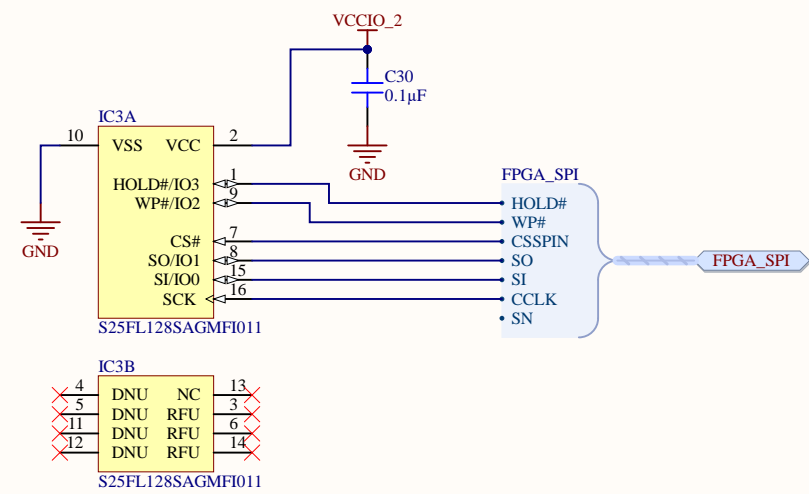 VCCIO_2
C30
0.1µF
GND
IC3A
10 VSS VCC 2
HOLD#/IO3 1
WP#/IO2 9
CS# 7
SO/IO1 8
SI/IO0 15
SCK 16
S25FL128SAGMFI011
GND
FPGA_SPI
HOLD#
WP#
CSSPIN
SO
SI
CCLK
SN
FPGA_SPI
IC3B
4 DNU NC 13
5 DNU RFU 3
11 DNU RFU 6
12 DNU RFU 14
S25FL128SAGMFI011